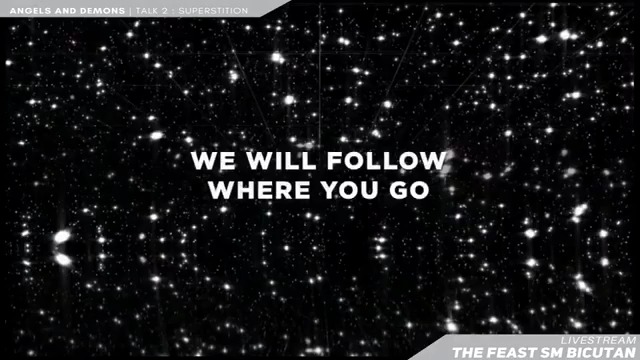 ANGELS AND DEMONS | TALK 2 : SUPERSTITION
WE WILL FOLLOW
WHERE YOU GO
LIVESTREAM
THE FEAST SM BICUTAN